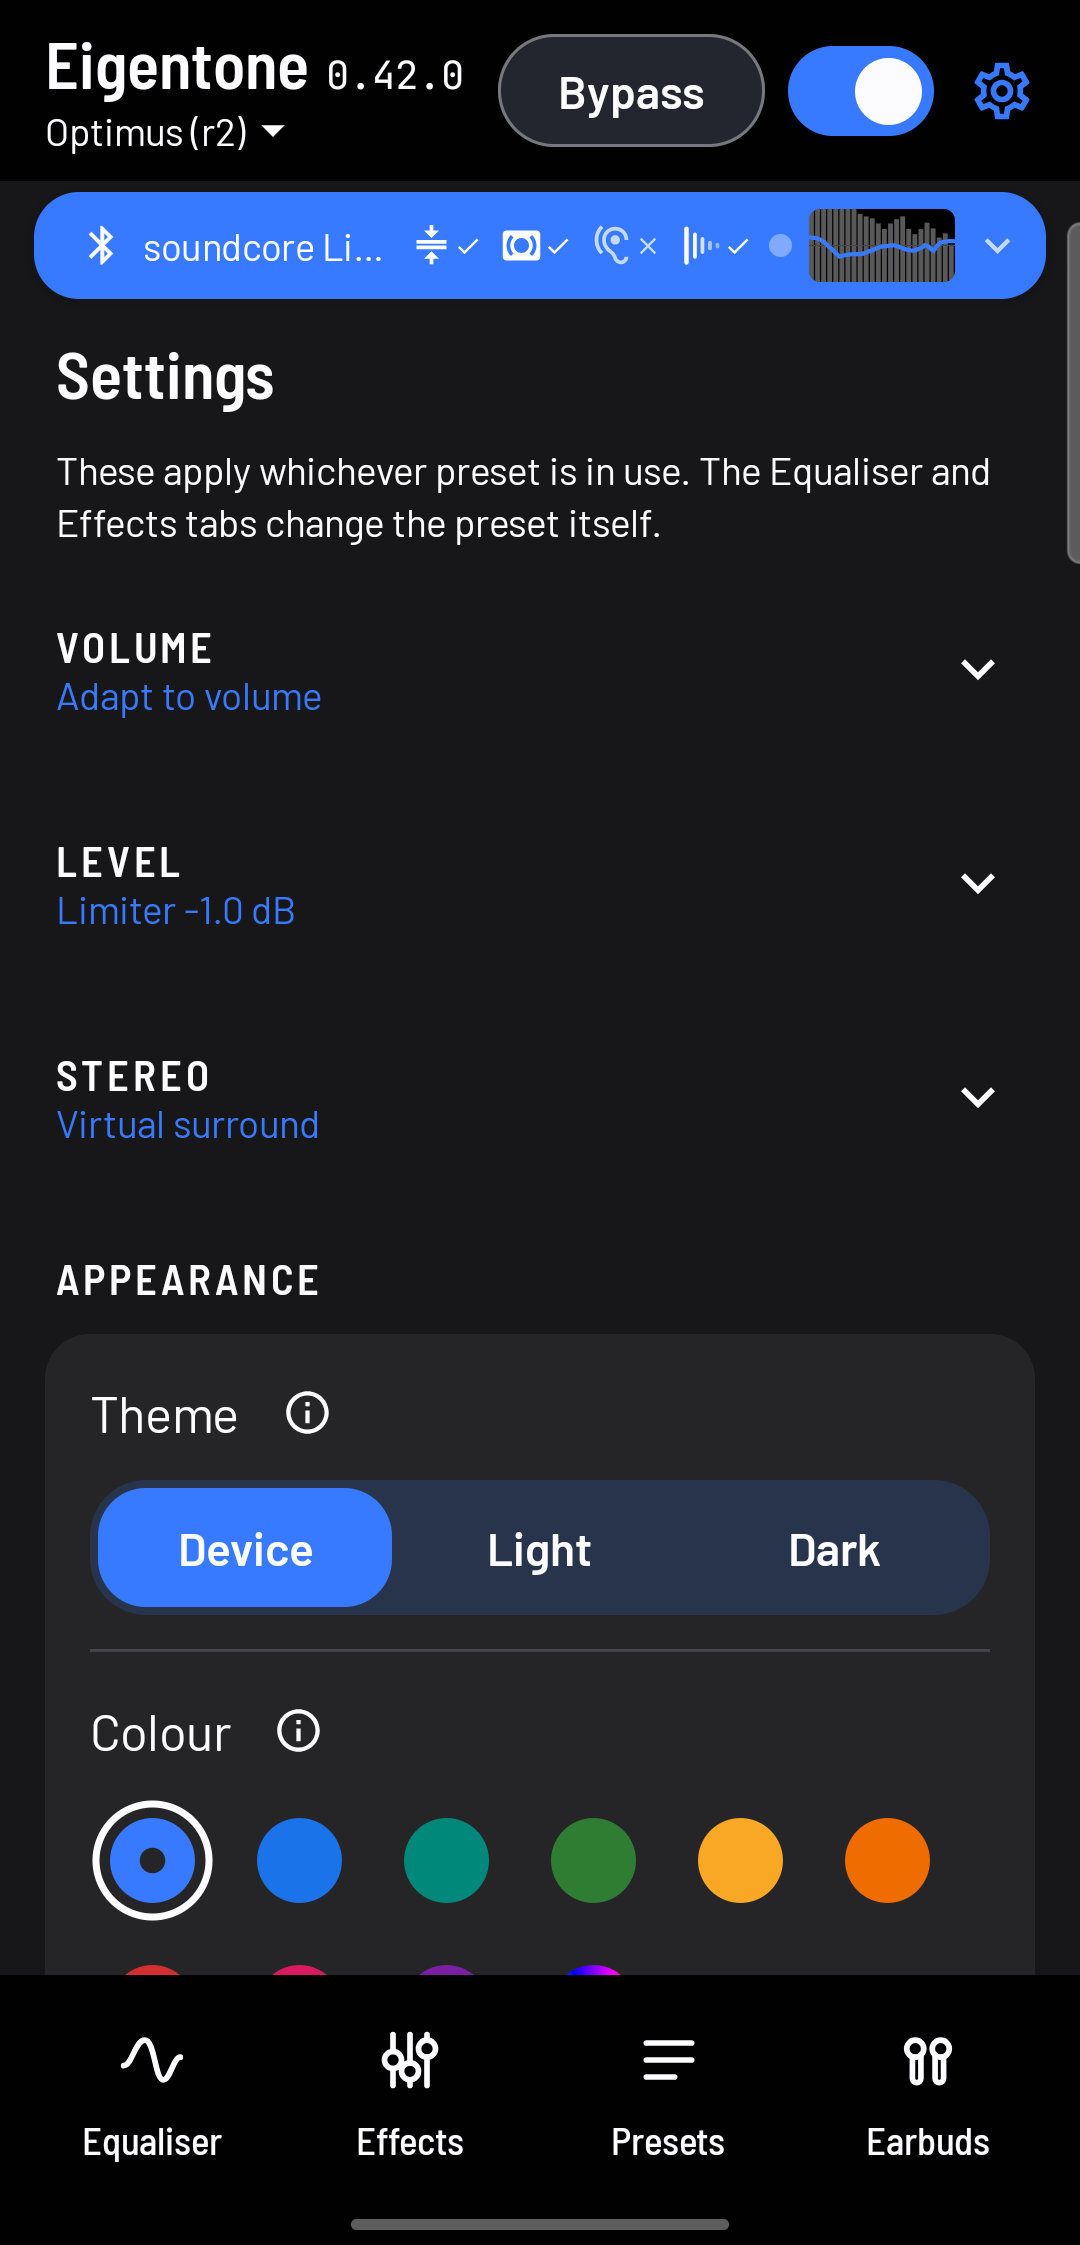 Eigentone 0.42.0
Optimus (r2)
Bypass
soundcore Li...
Settings
These apply whichever preset is in use. The Equaliser and
Effects tabs change the preset itself.
VOLUME
Adapt to volume
LEVEL
Limiter -1.0 dB
STEREO
Virtual surround
APPEARANCE
Theme
Device Light Dark
Colour
Equaliser Effects Presets Earbuds